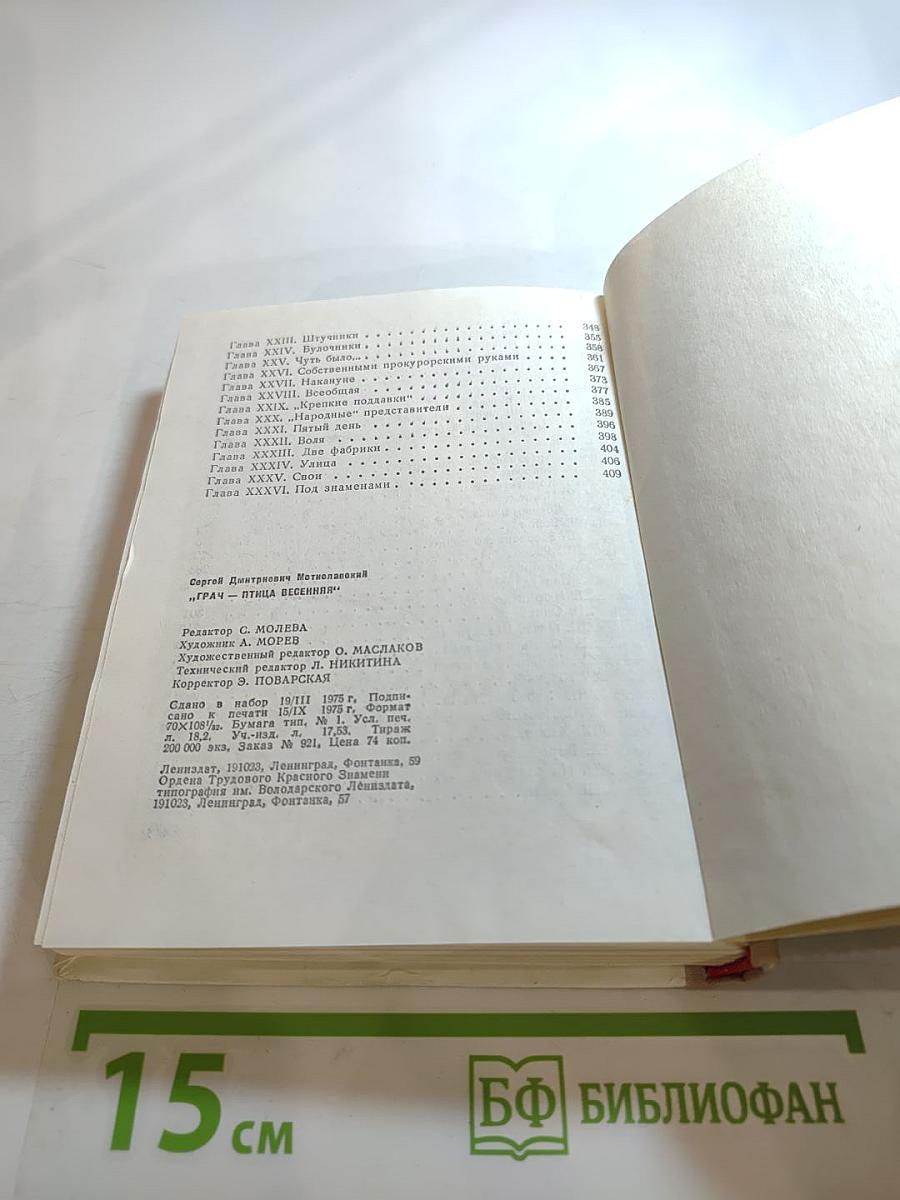 Глава XXIII. Штучники 348
Глава XXIV. Булочники 355
Глава XXV. Чуть было... 358
Глава XXVI. Собственными прокурорскими руками 361
Глава XXVII. Накануне 367
Глава XXVIII. Всеобщая 373
Глава XXIX. „Крепкие поддавки“ 377
Глава XXX. „Народные“ представители 385
Глава XXXI. Пятый день 389
Глава XXXII. Воля 396
Глава XXXIII. Две фабрики 398
Глава XXXIV. Улица 404
Глава XXXV. Свои 406
Глава XXXVI. Под знаменами 409
Сергей Дмитриевич Мстиславский
„ГРАЧ — ПТИЦА ВЕСЕННЯЯ“
Редактор С. МОЛЕВА
Художник А. МОРЕВ
Художественный редактор О. МАСЛАКОВ
Технический редактор Л. НИКИТИНА
Корректор Э. ПОВАРСКАЯ
Сдано в набор 19/III 1975 г. Подпи-
сано к печати 15/IX 1975 г. Формат
70×108 1/32. Бумага тип. № 1. Усл. печ.
л. 18,2. Уч.-изд. л. 17,53. Тираж
200 000 экз. Заказ № 921. Цена 74 коп.
Лениздат, 191023, Ленинград, Фонтанка, 59
Ордена Трудового Красного Знамени
типография им. Володарского Лениздата,
191023, Ленинград, Фонтанка, 57
15 см
БФ БИБЛИОФАН